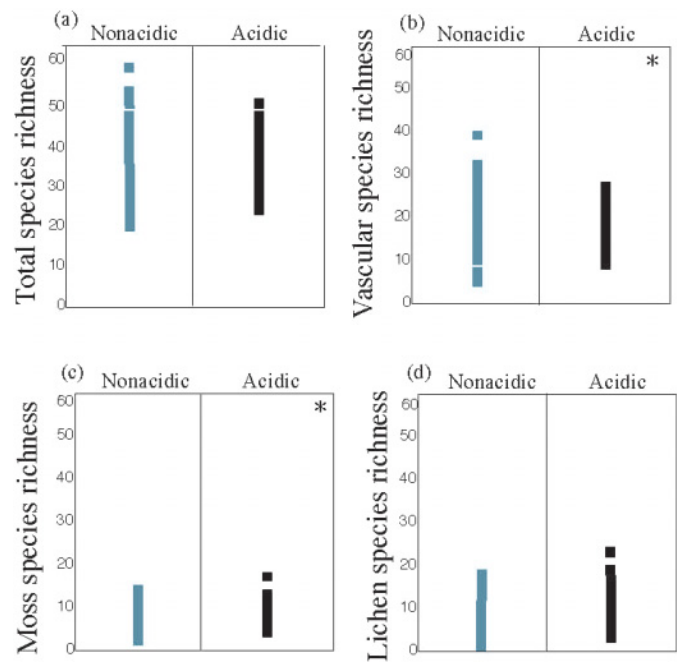 (a)
Nonacidic Acidic
Total species richness
60
50
40
30
20
10
0
(b)
Nonacidic Acidic
Vascular species richness
60
50
40
30
20
10
0
*
(c)
Nonacidic Acidic
Moss species richness
60
50
40
30
20
10
0
*
(d)
Nonacidic Acidic
Lichen species richness
60
50
40
30
20
10
0